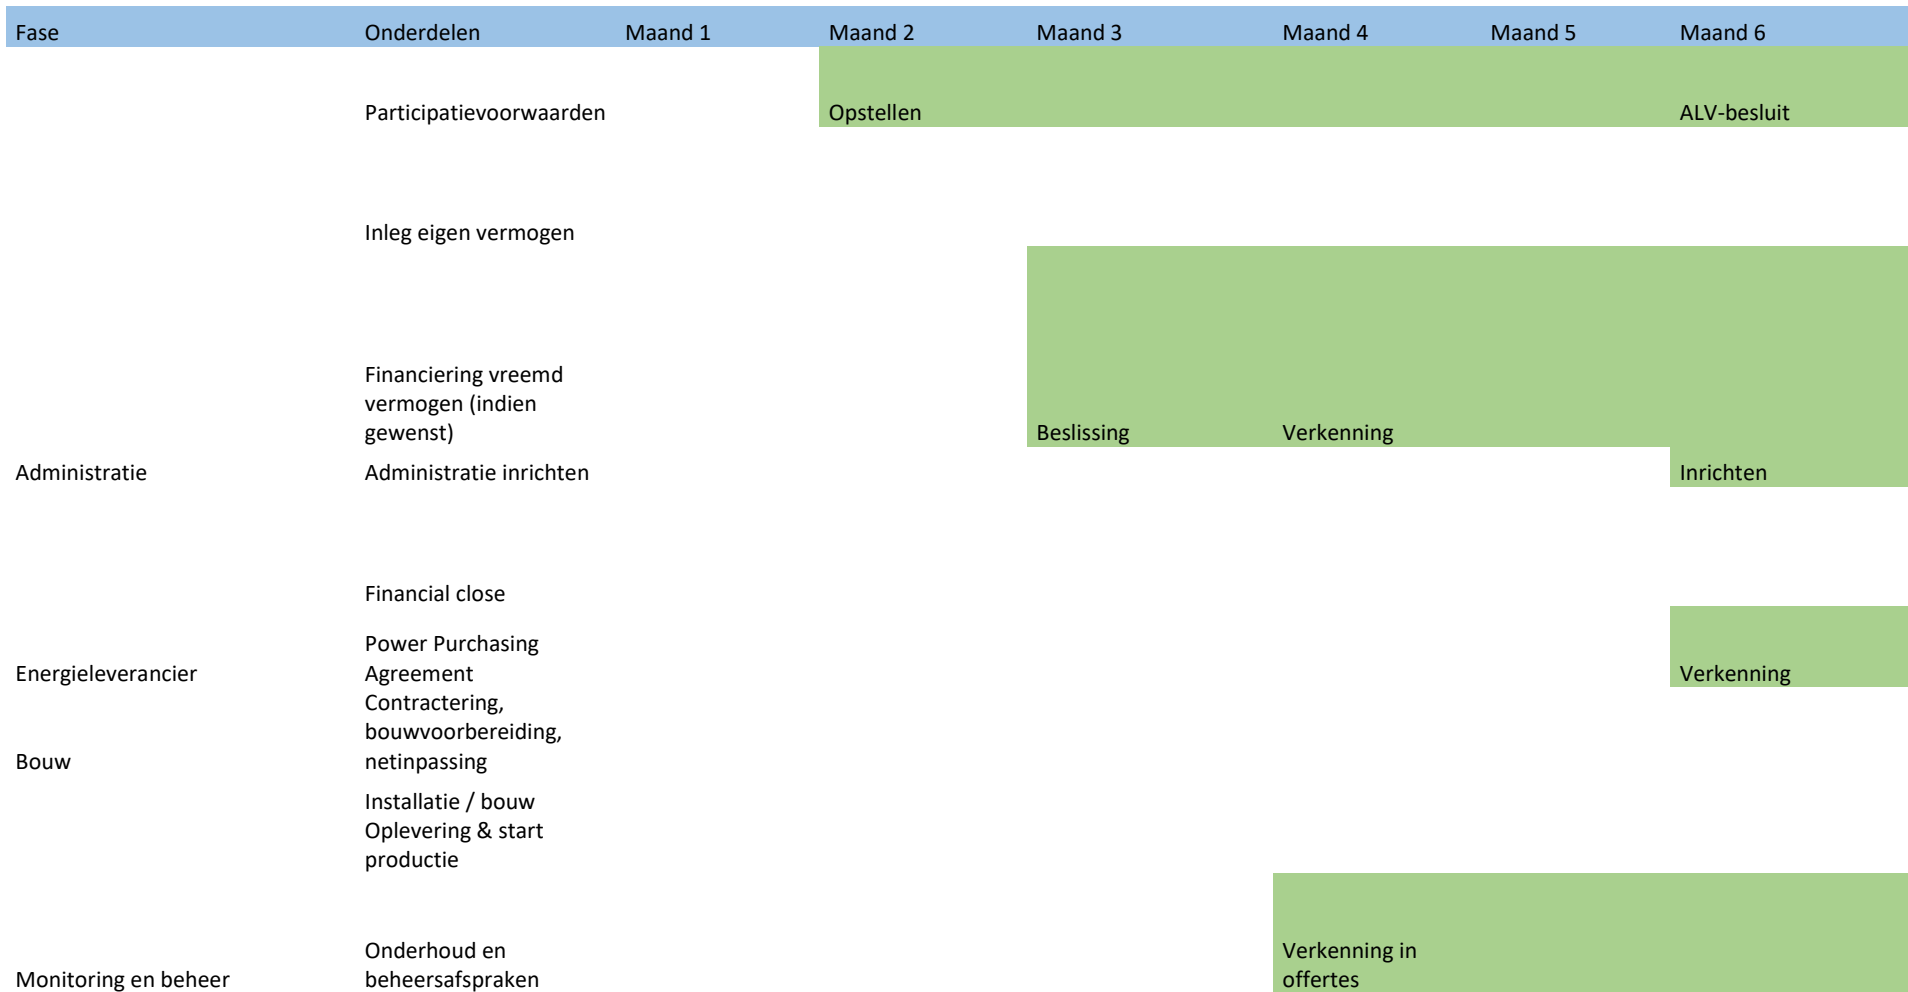 Fase Onderdelen Maand 1 Maand 2 Maand 3 Maand 4 Maand 5 Maand 6
Participatievoorwaarden Opstellen ALV-besluit
Inleg eigen vermogen
Financiering vreemd
vermogen (indien
gewenst) Beslissing Verkenning
Administratie Administratie inrichten Inrichten
Financial close
Power Purchasing
Energieleverancier Agreement Verkenning
Contractering,
bouwvoorbereiding,
Bouw netinpassing
Installatie / bouw
Oplevering & start
productie
Onderhoud en Verkenning in
Monitoring en beheer beheersafspraken offertes